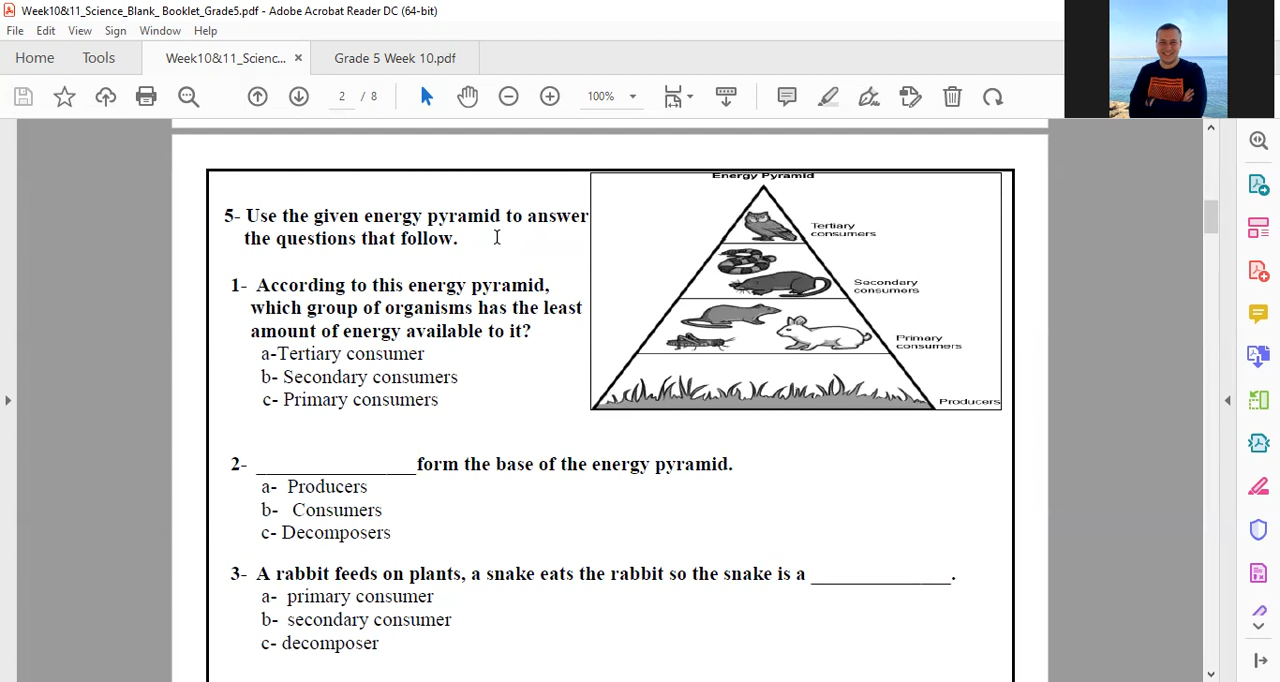 Week10&11_Science_Blank_ Booklet_Grade5.pdf - Adobe Acrobat Reader DC (64-bit)
File Edit View Sign Window Help
Home Tools Week10&11_Scienc... × Grade 5 Week 10.pdf
2 / 8 100%
Energy Pyramid
5- Use the given energy pyramid to answer
the questions that follow.
Tertiary
consumers
Secondary
consumers
Primary
consumers
Producers
1- According to this energy pyramid,
which group of organisms has the least
amount of energy available to it?
a-Tertiary consumer
b- Secondary consumers
c- Primary consumers
2- ________________form the base of the energy pyramid.
a- Producers
b- Consumers
c- Decomposers
3- A rabbit feeds on plants, a snake eats the rabbit so the snake is a ______________.
a- primary consumer
b- secondary consumer
c- decomposer